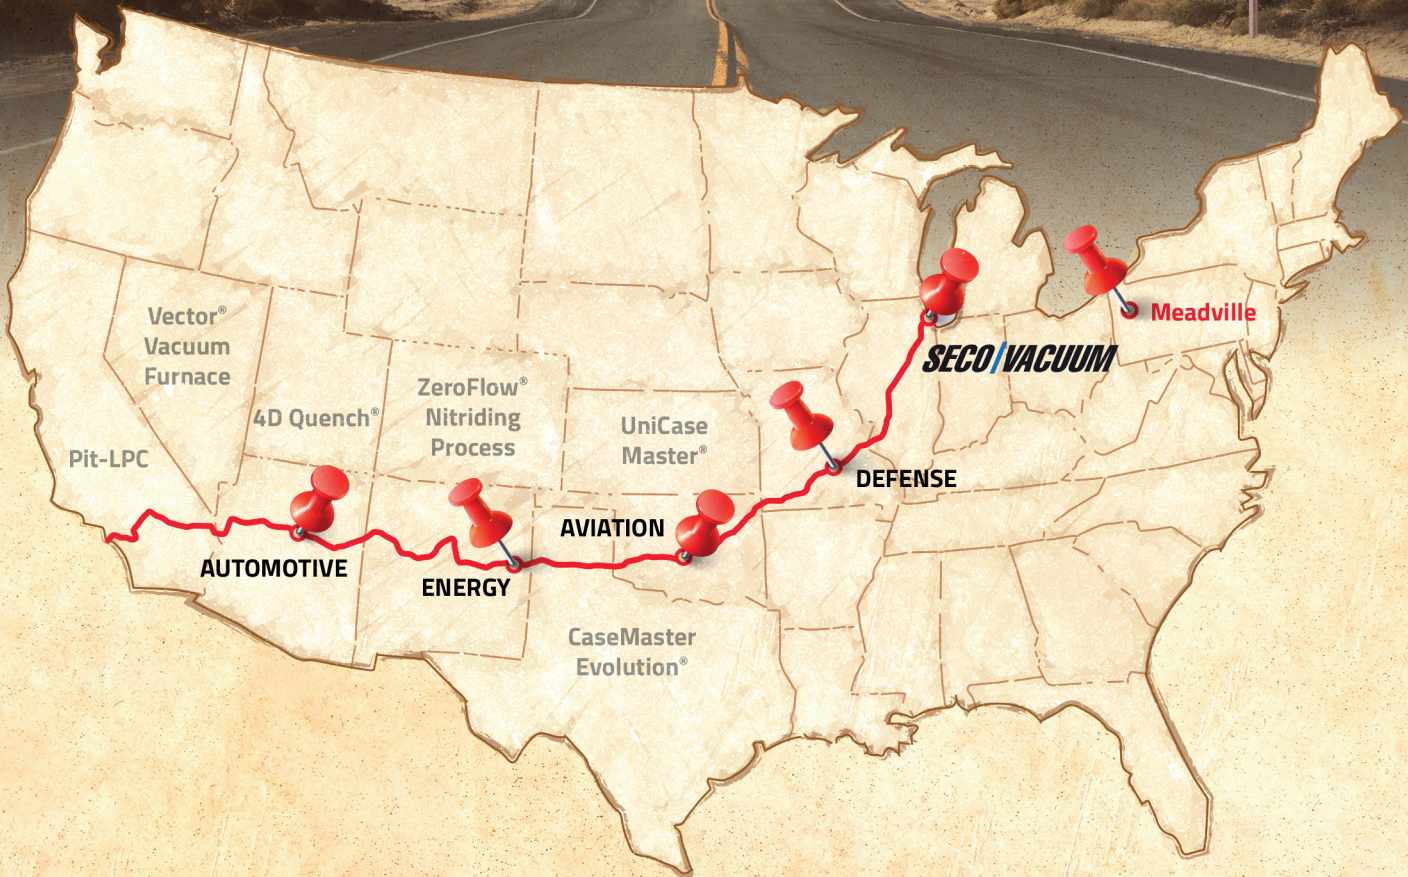 Vector®
Vacuum
Furnace
Meadville
SECO/VACUUM
ZeroFlow®
Nitriding
Process
4D Quench®
UniCase
Master®
Pit-LPC
DEFENSE
AVIATION
AUTOMOTIVE
ENERGY
CaseMaster
Evolution®